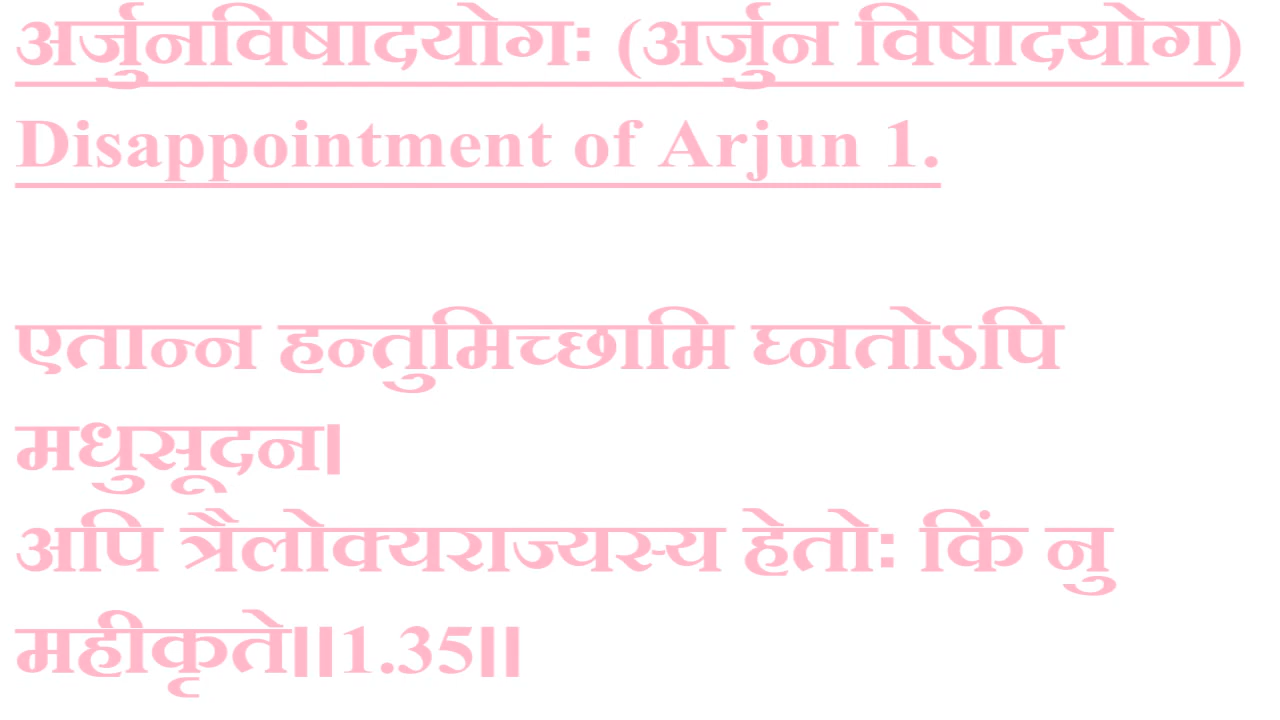 अर्जुनविषादयोगः (अर्जुन विषादयोग)
Disappointment of Arjun 1.
एतान्न हन्तुमिच्छामि घ्नतोऽपि
मधुसूदन।
अपि त्रैलोक्यराज्यस्य हेतोः किं नु
महीकृते।।1.35।।